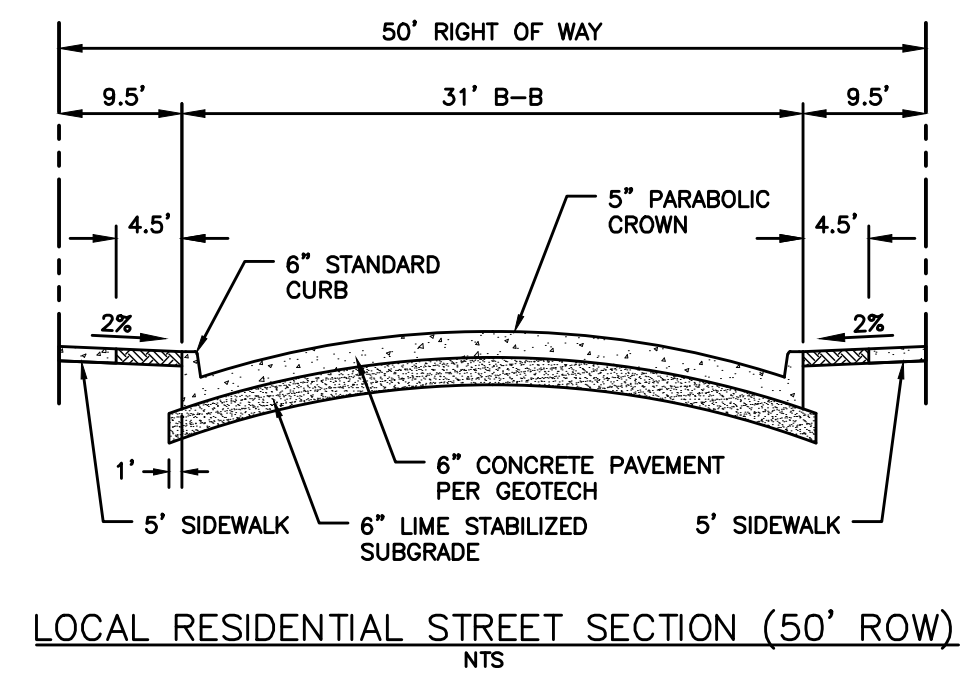 50' RIGHT OF WAY
9.5'
31' B-B
9.5'
4.5'
5" PARABOLIC
CROWN
4.5'
6" STANDARD
CURB
2%
2%
1'
6" CONCRETE PAVEMENT
PER GEOTECH
5' SIDEWALK
6" LIME STABILIZED
SUBGRADE
5' SIDEWALK
LOCAL RESIDENTIAL STREET SECTION (50' ROW)
NTS